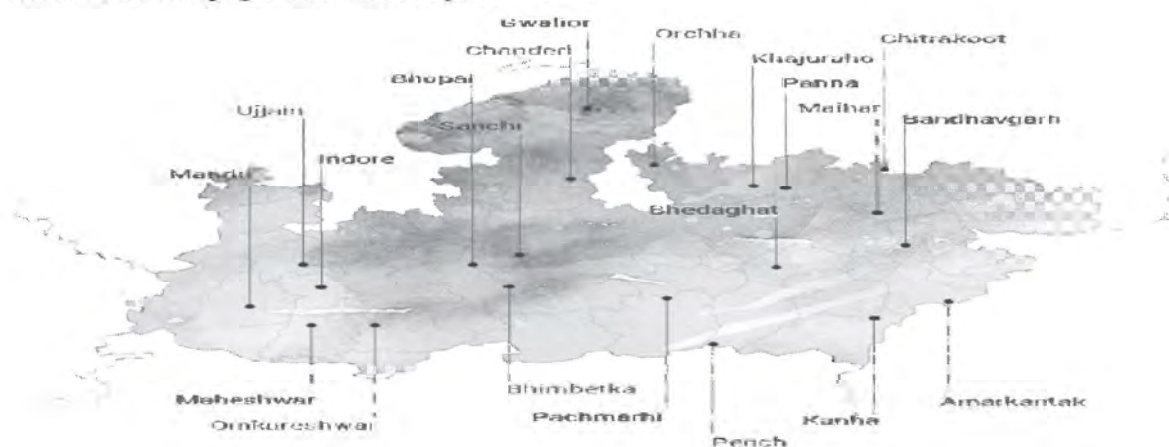 Gwalior
Orchha
Chitrakoot
Chanderi
Khajuraho
Bhopal
Panna
Ujjain
Maihar
Bandhavgarh
Sanchi
Indore
Mandu
Bhedaghat
Bhimbetka
Maheshwar
Pachmarhi
Amarkantak
Omkareshwar
Kanha
Pench